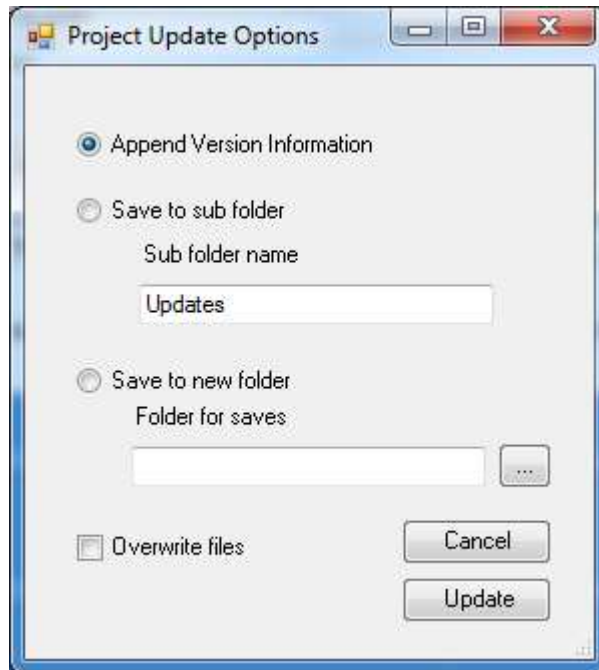 Project Update Options
Append Version Information
Save to sub folder
Sub folder name
Updates
Save to new folder
Folder for saves
...
Overwrite files
Cancel
Update